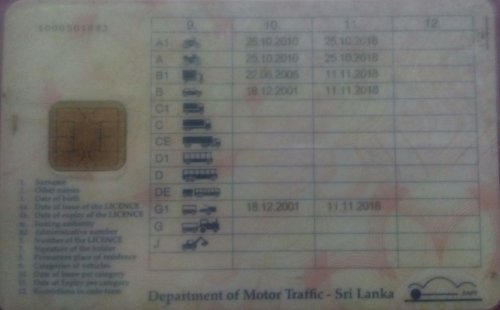 9. 10. 11. 12.
A1 25.10.2010 25.10.2018
A 25.10.2010 25.10.2018
B1 22.06.2006 11.11.2018
B 18.12.2001 11.11.2018
C1
C
CE
D1
D
DE
G1 18.12.2001 11.11.2018
G
J
1. Surname
2. Other names
3. Date of birth
4a. Date of issue of the LICENCE
4b. Date of expiry of the LICENCE
Issuing authority
Administrative number
5. Number of the LICENCE
7. Signature of the holder
8. Permanent place of residence
9. Categories of vehicles
10. Date of issue per category
11. Date of Expiry per category
12. Restrictions in code form
Department of Motor Traffic - Sri Lanka